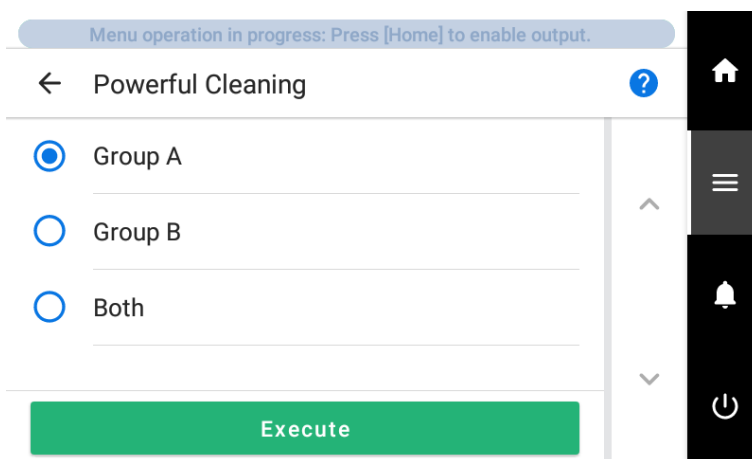 Menu operation in progress: Press [Home] to enable output.
Powerful Cleaning
?
Group A
Group B
Both
Execute